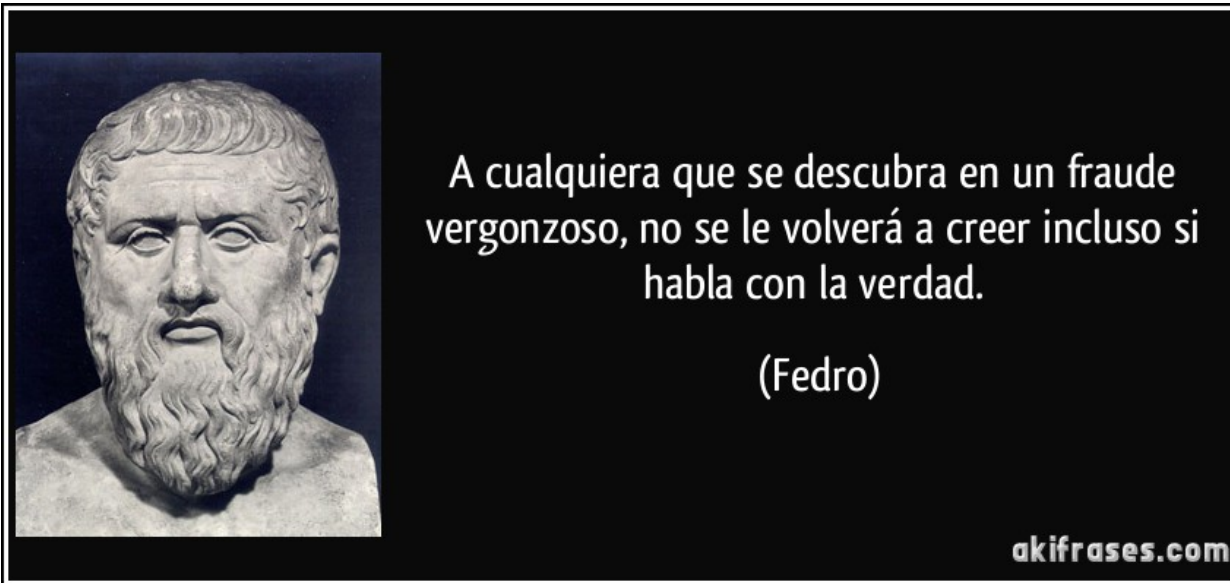 A cualquiera que se descubra en un fraude
vergonzoso, no se le volverá a creer incluso si
habla con la verdad.
(Fedro)
akifrases.com